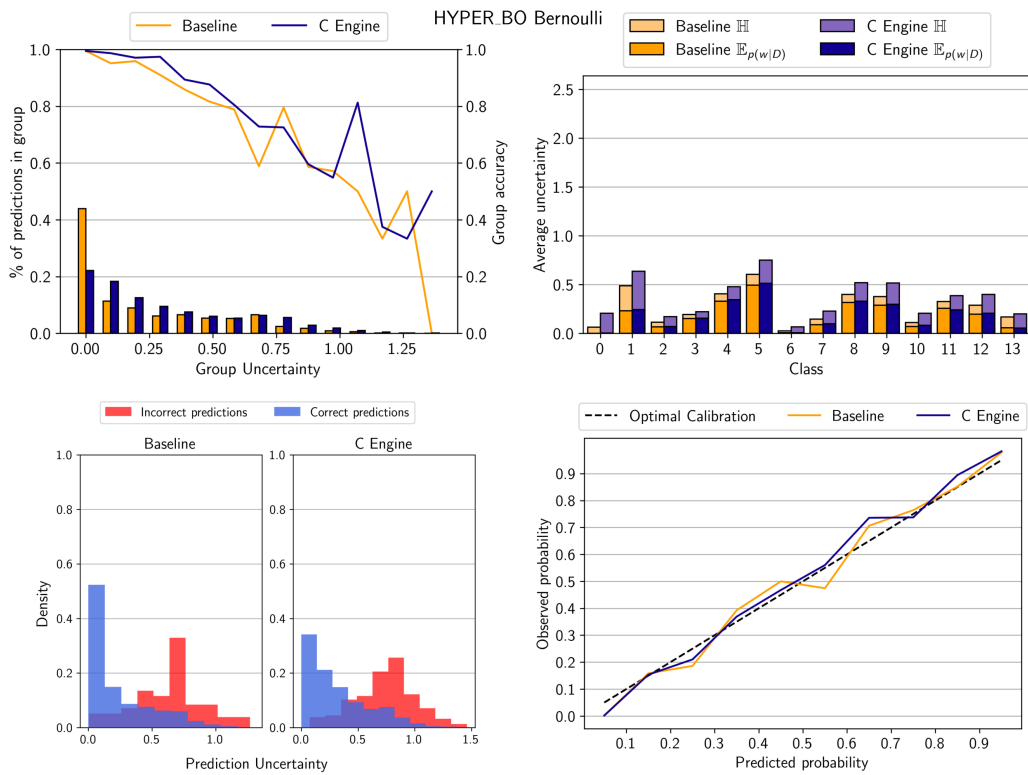 HYPER_BO Bernoulli
Baseline C Engine
1.0 0.8 0.6 0.4 0.2 0.0
% of predictions in group
1.0 0.8 0.6 0.4 0.2 0.0
Group accuracy
0.00 0.25 0.50 0.75 1.00 1.25
Group Uncertainty
Baseline ℍ C Engine ℍ
Baseline 𝔼p(w|D) C Engine 𝔼p(w|D)
2.5 2.0 1.5 1.0 0.5 0.0
Average uncertainty
0 1 2 3 4 5 6 7 8 9 10 11 12 13
Class
Incorrect predictions Correct predictions
Baseline
1.0 0.8 0.6 0.4 0.2 0.0
Density
0.0 0.5 1.0
C Engine
1.0 0.8 0.6 0.4 0.2 0.0
0.0 0.5 1.0 1.5
Prediction Uncertainty
Optimal Calibration Baseline C Engine
0.9 0.8 0.7 0.6 0.5 0.4 0.3 0.2 0.1 0.0
Observed probability
0.1 0.2 0.3 0.4 0.5 0.6 0.7 0.8 0.9
Predicted probability